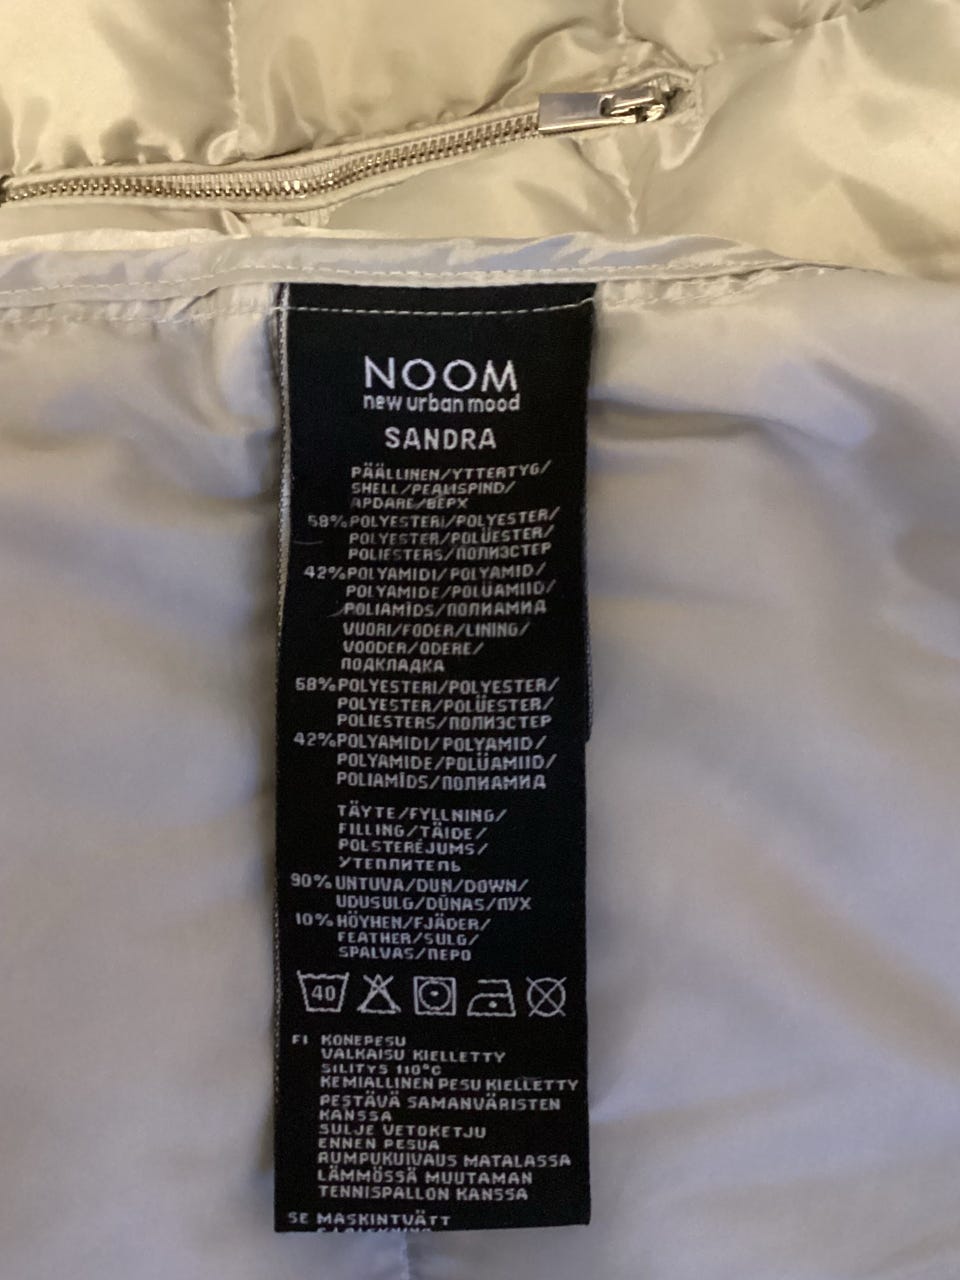 NOOM
new urban mood
SANDRA
PÄÄLLINEN/YTTERTYG/
SHELL/PEALISPIND/
APDARE/ВЕРХ
58%POLYESTERI/POLYESTER/
POLYESTER/POLÜESTER/
POLIESTERS/ПОЛИЭСТЕР
42%POLYAMIDI/POLYAMID/
POLYAMIDE/POLÜAMIID/
POLIAMĪDS/ПОЛИАМИД
VUORI/FODER/LINING/
VOODER/ODERE/
ПОДКЛАДКА
58%POLYESTERI/POLYESTER/
POLYESTER/POLÜESTER/
POLIESTERS/ПОЛИЭСТЕР
42%POLYAMIDI/POLYAMID/
POLYAMIDE/POLÜAMIID/
POLIAMĪDS/ПОЛИАМИД
TÄYTE/FYLLNING/
FILLING/TÄIDE/
POLSTERĒJUMS/
УТЕПЛИТЕЛЬ
90% UNTUVA/DUN/DOWN/
UDUSULG/DŪNAS/ПУХ
10% HÖYHEN/FJÄDER/
FEATHER/SULG/
SPALVAS/ПЕРО
40
FI KONEPESU
VALKAISU KIELLETTY
SILITYS 110°C
KEMIALLINEN PESU KIELLETTY
PESTÄVÄ SAMANVÄRISTEN
KANSSA
SULJE VETOKETJU
ENNEN PESUA
RUMPUKUIVAUS MATALASSA
LÄMMÖSSÄ MUUTAMAN
TENNISPALLON KANSSA
SE MASKINTVÄTT